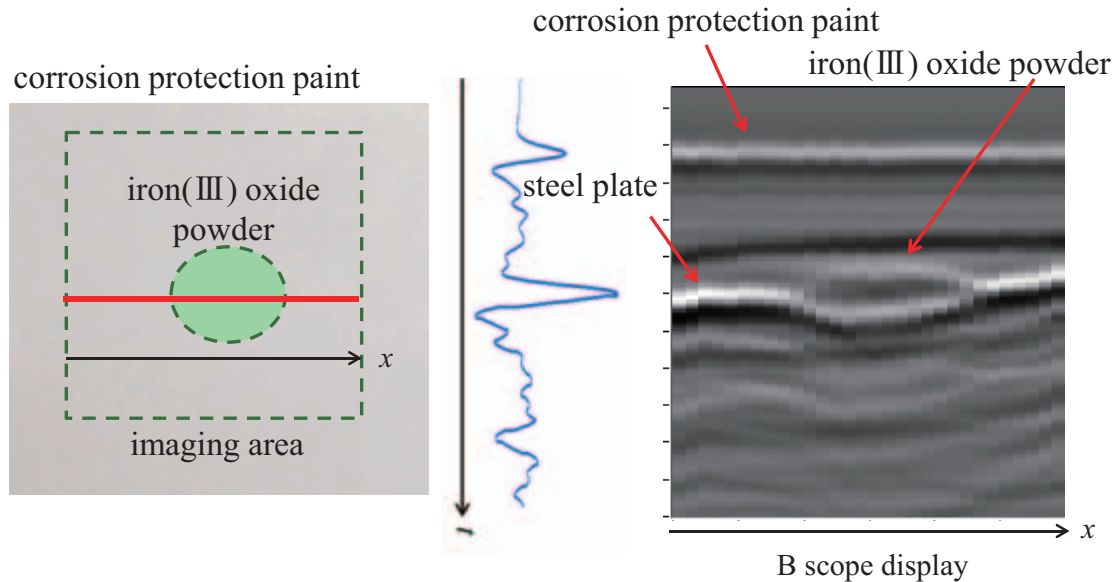 corrosion protection paint
iron(Ⅲ) oxide
powder
x
imaging area
t
corrosion protection paint
iron(Ⅲ) oxide powder
steel plate
x
B scope display